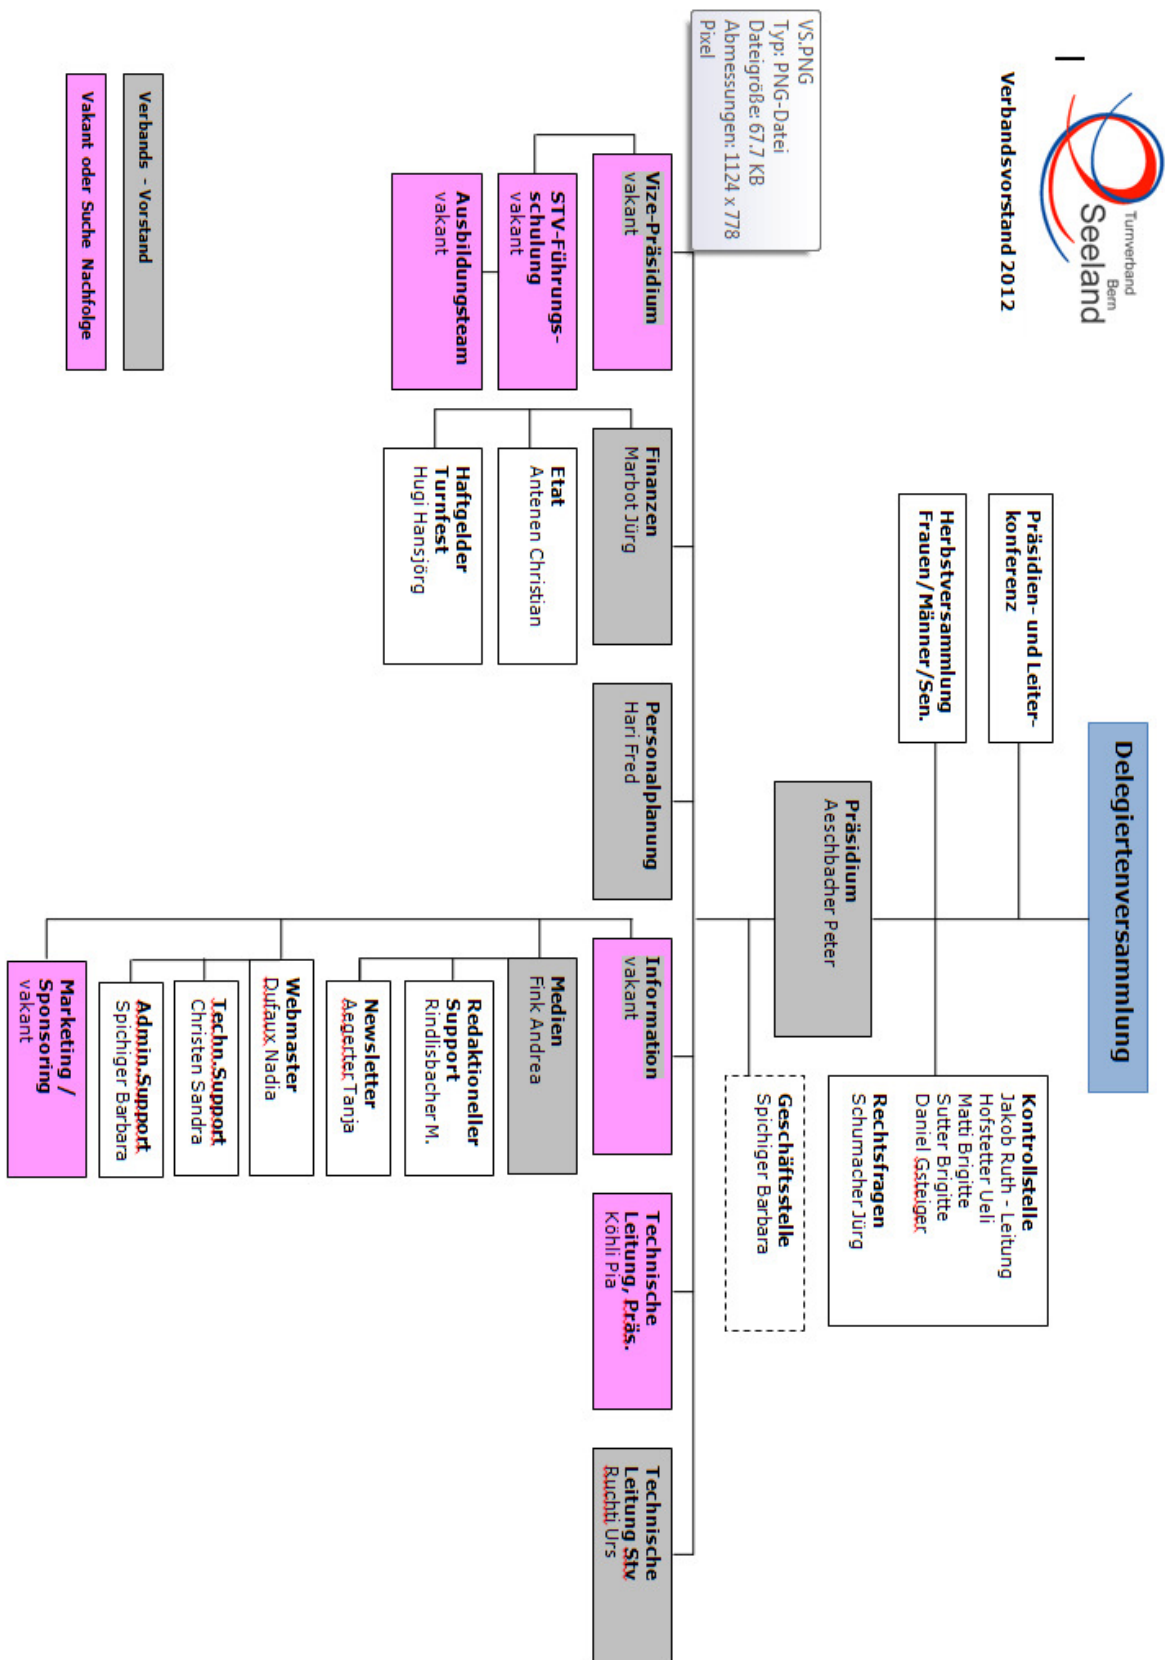 Turnverband
Bern
Seeland
Verbandsvorstand 2012
VS.PNG
Typ: PNG-Datei
Dateigröße: 67.7 KB
Abmessungen: 1124 x 778
Pixel
Delegiertenversammlung
Präsidien- und Leiter-
konferenz
Herbstversammlung
Frauen/Männer/Sen.
Kontrollstelle
Jakob Ruth - Leitung
Hofstetter Ueli
Matti Brigitte
Sutter Brigitte
Daniel Gsteiger
Rechtsfragen
Schumacher Jürg
Präsidium
Aeschbacher Peter
Geschäftsstelle
Spichiger Barbara
Vize-Präsidium
vakant
STV-Führungs-
schulung
vakant
Ausbildungsteam
vakant
Finanzen
Marbot Jürg
Etat
Antenen Christian
Haftgelder
Turnfest
Hugi Hansjörg
Personalplanung
Hari Fred
Information
vakant
Medien
Fink Andrea
Redaktioneller
Support
Rindlisbacher M.
Newsletter
Aegerter Tanja
Webmaster
Dufaux Nadia
Techn.Support
Christen Sandra
Admin.Support
Spichiger Barbara
Marketing /
Sponsoring
vakant
Technische
Leitung, Präs.
Köhli Pia
Technische
Leitung Stv
Ruchti Urs
Verbands - Vorstand
Vakant oder Suche Nachfolge